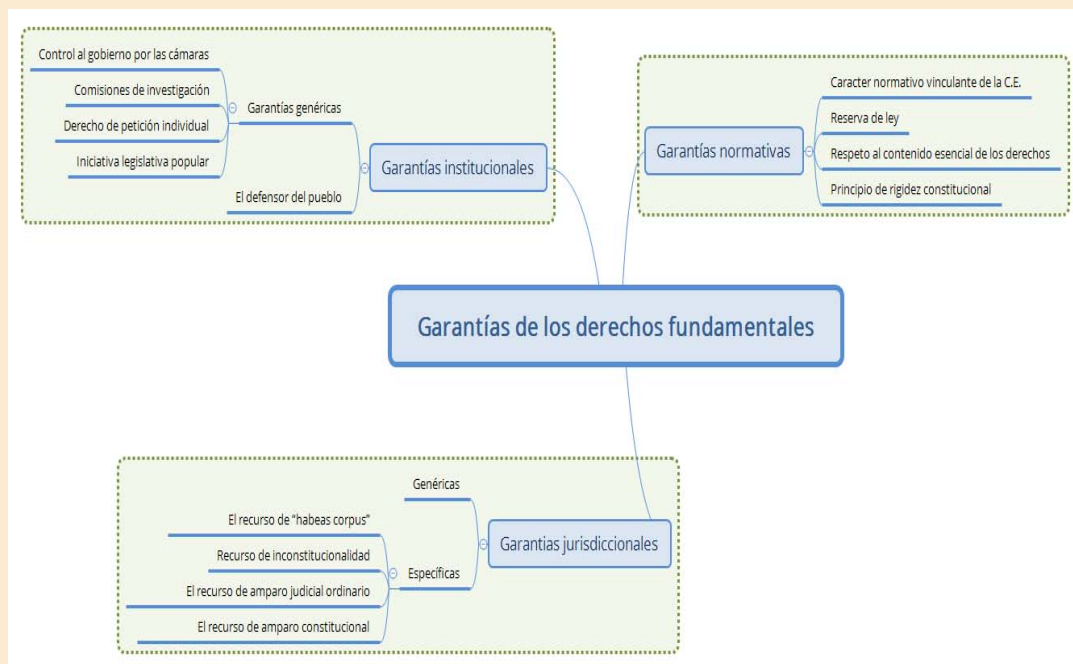 Control al gobierno por las cámaras
Comisiones de investigación
Derecho de petición individual
Iniciativa legislativa popular
Garantías genéricas
El defensor del pueblo
Garantías institucionales
Garantías normativas
Caracter normativo vinculante de la C.E.
Reserva de ley
Respeto al contenido esencial de los derechos
Principio de rigidez constitucional
Garantías de los derechos fundamentales
Genéricas
El recurso de "habeas corpus"
Recurso de inconstitucionalidad
El recurso de amparo judicial ordinario
El recurso de amparo constitucional
Específicas
Garantias jurisdiccionales